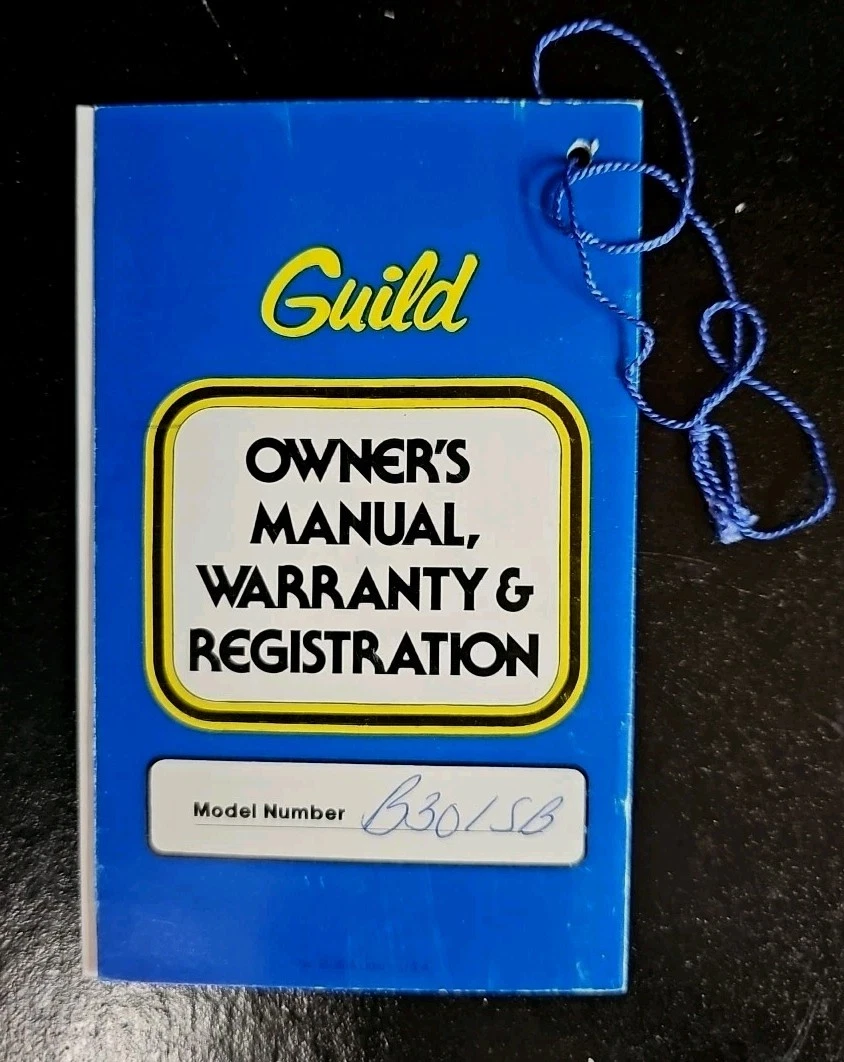 Guild
OWNER'S
MANUAL,
WARRANTY &
REGISTRATION
Model Number B301SB